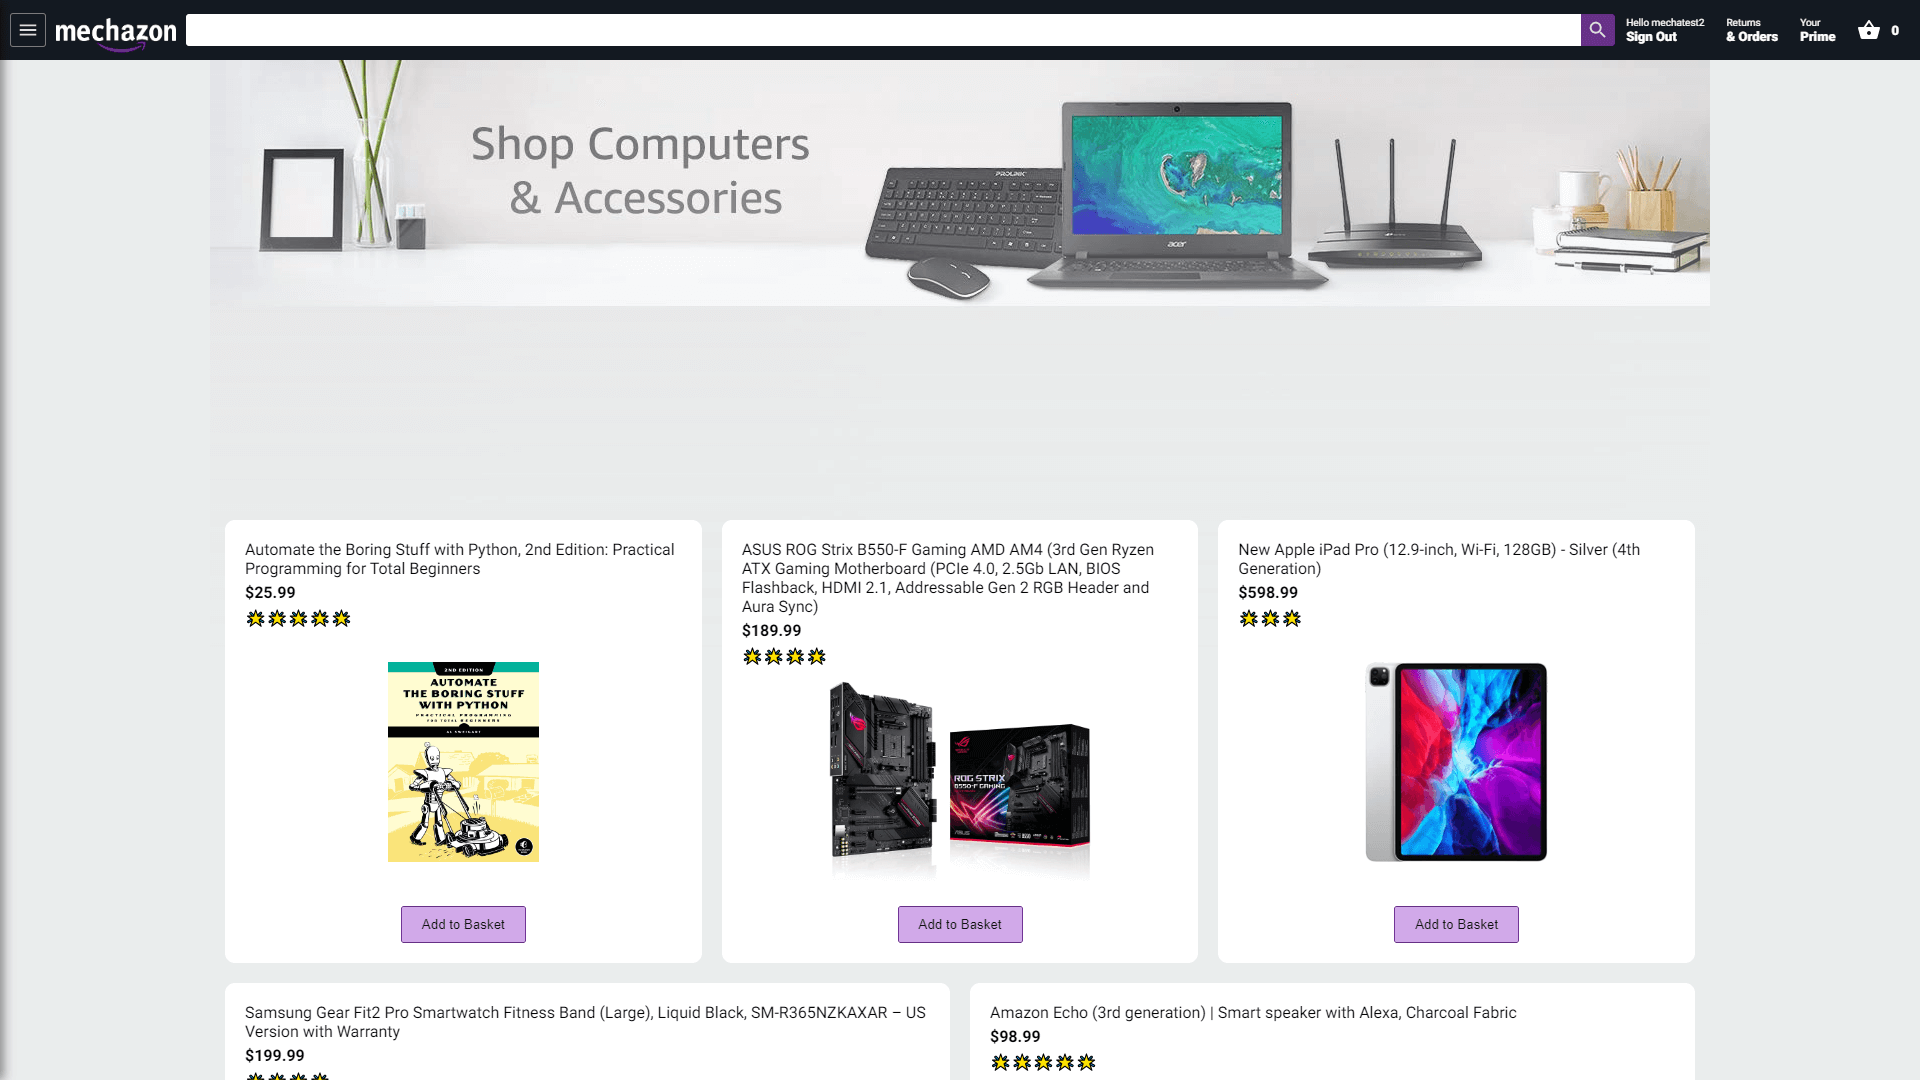 mechazon
Hello mechatest2
Sign Out
Returns
& Orders
Your
Prime
0
Shop Computers
& Accessories
PROLINK
acer
Automate the Boring Stuff with Python, 2nd Edition: Practical
Programming for Total Beginners
$25.99
2ND EDITION
AUTOMATE
THE BORING STUFF
WITH PYTHON
PRACTICAL PROGRAMMING
FOR TOTAL BEGINNERS
AL SWEIGART
Add to Basket
ASUS ROG Strix B550-F Gaming AMD AM4 (3rd Gen Ryzen
ATX Gaming Motherboard (PCIe 4.0, 2.5Gb LAN, BIOS
Flashback, HDMI 2.1, Addressable Gen 2 RGB Header and
Aura Sync)
$189.99
ROG STRIX
B550-F GAMING
Add to Basket
New Apple iPad Pro (12.9-inch, Wi-Fi, 128GB) - Silver (4th
Generation)
$598.99
Add to Basket
Samsung Gear Fit2 Pro Smartwatch Fitness Band (Large), Liquid Black, SM-R365NZKAXAR – US
Version with Warranty
$199.99
Amazon Echo (3rd generation) | Smart speaker with Alexa, Charcoal Fabric
$98.99